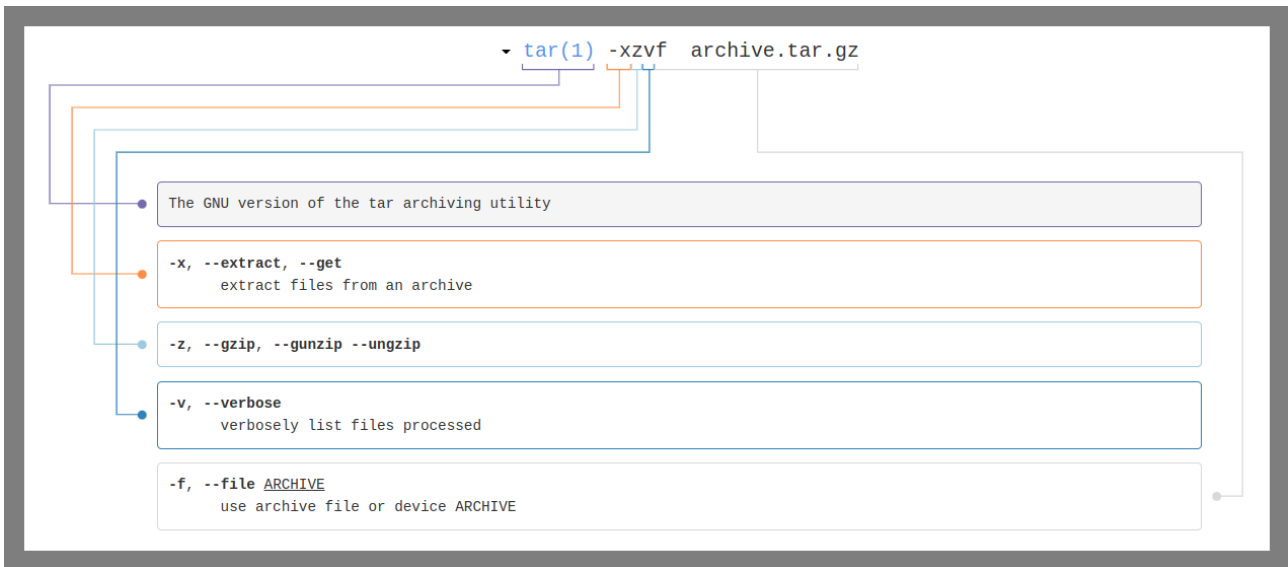 tar(1) -xzvf archive.tar.gz
The GNU version of the tar archiving utility
-x, --extract, --get
extract files from an archive
-z, --gzip, --gunzip --ungzip
-v, --verbose
verbosely list files processed
-f, --file ARCHIVE
use archive file or device ARCHIVE